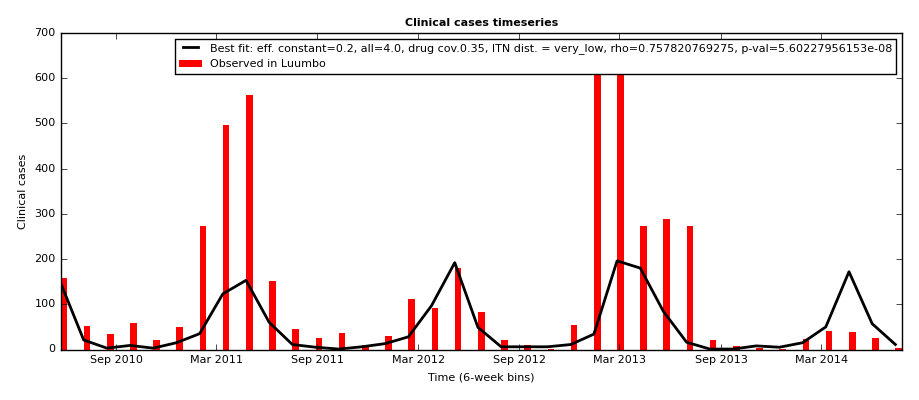 Clinical cases timeseries
Best fit: eff. constant=0.2, all=4.0, drug cov.0.35, ITN dist. = very_low, rho=0.757820769275, p-val=5.60227956153e-08
Observed in Luumbo
Clinical cases
700
600
500
400
300
200
100
0
Sep 2010 Mar 2011 Sep 2011 Mar 2012 Sep 2012 Mar 2013 Sep 2013 Mar 2014
Time (6-week bins)